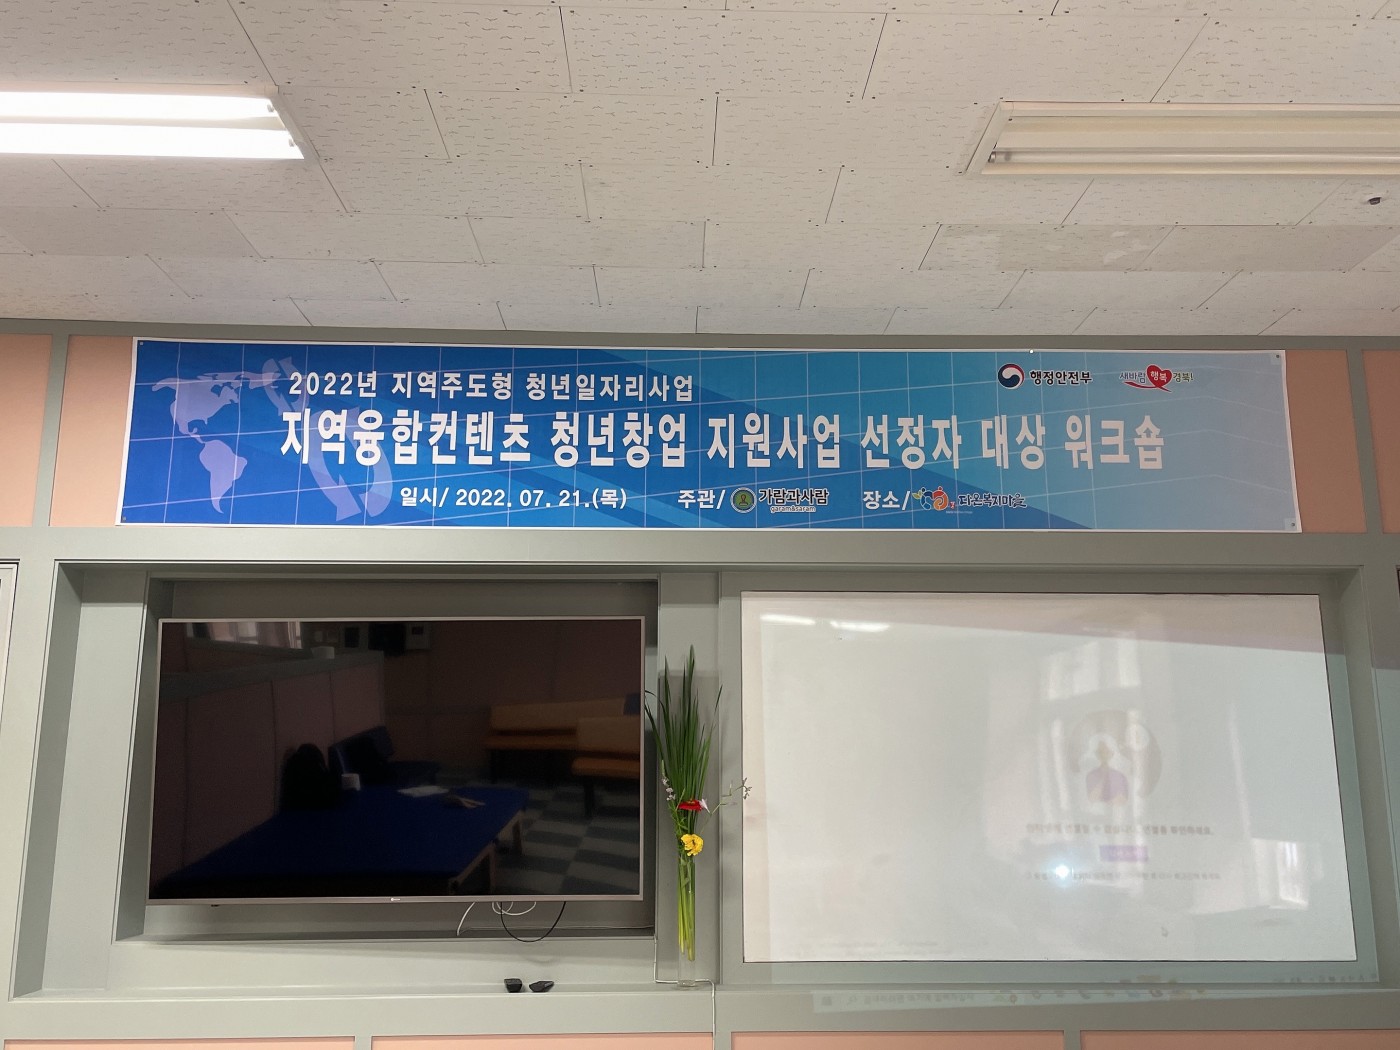 2022년 지역주도형 청년일자리사업
행정안전부
새바람 행복 경북!
지역융합컨텐츠 청년창업 지원사업 선정자 대상 워크숍
일시/ 2022. 07. 21.(목) 주관/ 가람과사람 garam&saram 장소/ 다온복지마을